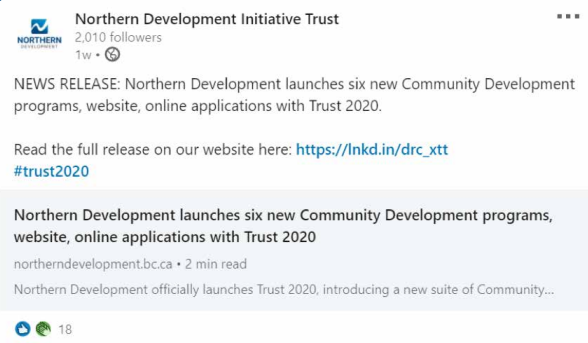 NORTHERN
DEVELOPMENT
Northern Development Initiative Trust
2,010 followers
1w •
NEWS RELEASE: Northern Development launches six new Community Development
programs, website, online applications with Trust 2020.
Read the full release on our website here: https://lnkd.in/drc_xtt
#trust2020
Northern Development launches six new Community Development programs,
website, online applications with Trust 2020
northerndevelopment.bc.ca • 2 min read
Northern Development officially launches Trust 2020, introducing a new suite of Community...
18